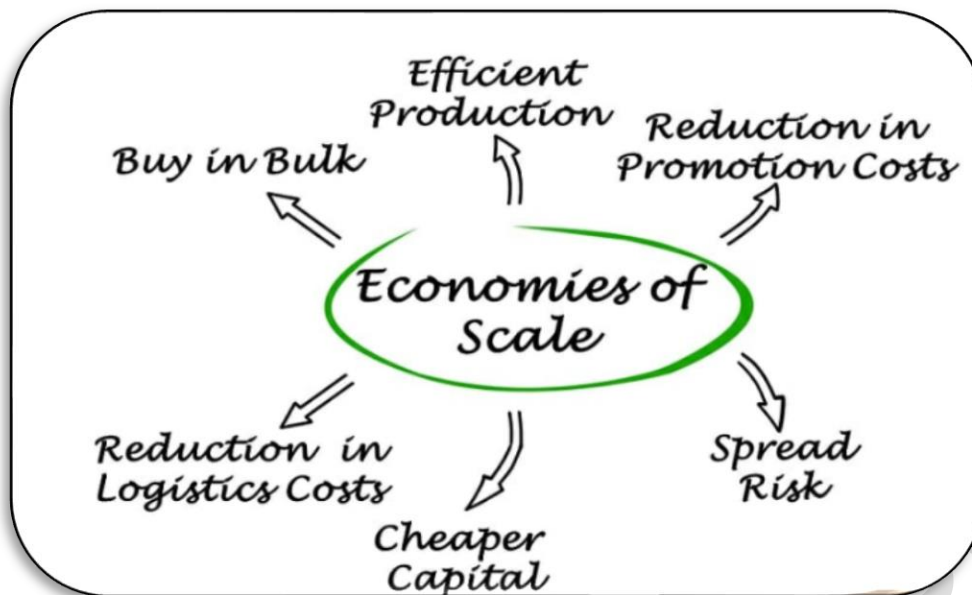 Efficient
Production
Reduction in
Promotion Costs
Buy in Bulk
Economies of
Scale
Reduction in
Logistics Costs
Spread
Risk
Cheaper
Capital